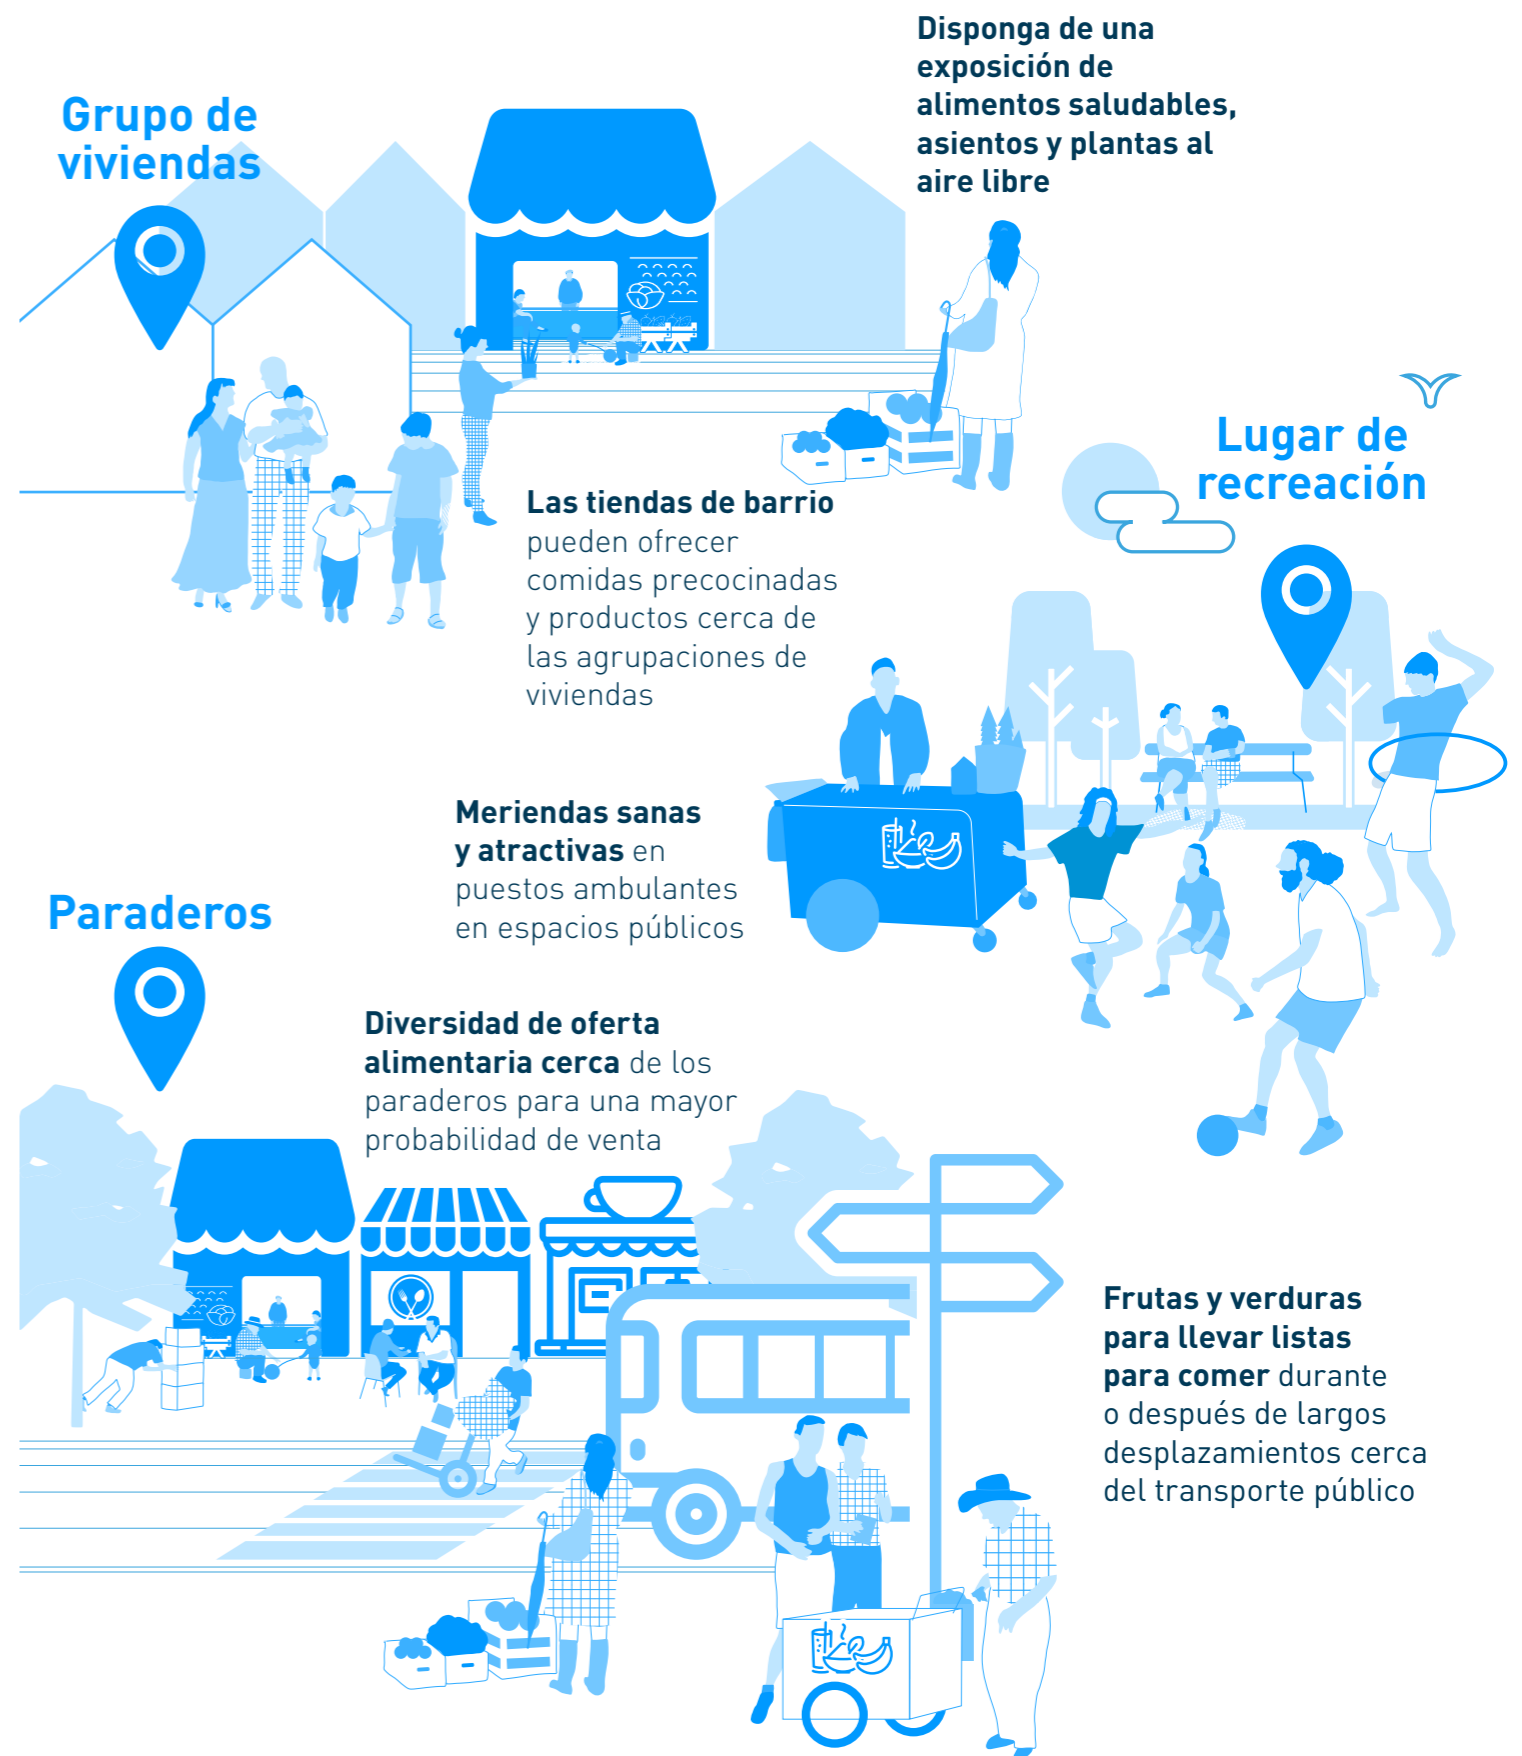 Disponga de una
exposición de
alimentos saludables,
asientos y plantas al
aire libre
Grupo de
viviendas
Las tiendas de barrio
pueden ofrecer
comidas precocinadas
y productos cerca de
las agrupaciones de
viviendas
Lugar de
recreación
Meriendas sanas
y atractivas en
puestos ambulantes
en espacios públicos
Paraderos
Diversidad de oferta
alimentaria cerca de los
paraderos para una mayor
probabilidad de venta
Frutas y verduras
para llevar listas
para comer durante
o después de largos
desplazamientos cerca
del transporte público